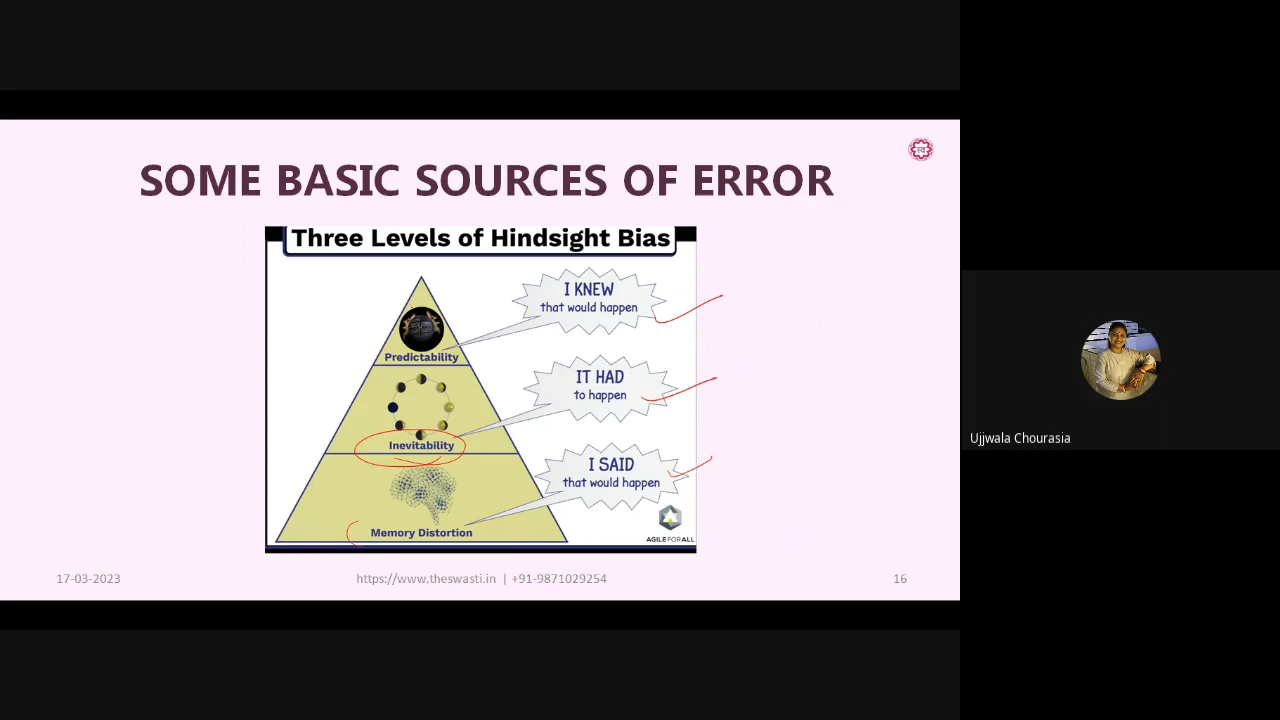 SOME BASIC SOURCES OF ERROR
Three Levels of Hindsight Bias
I KNEW
that would happen
Predictability
IT HAD
to happen
Inevitability
I SAID
that would happen
Memory Distortion
AGILE FOR ALL
17-03-2023
https://www.theswasti.in | +91-9871029254
16
Ujjwala Chourasia